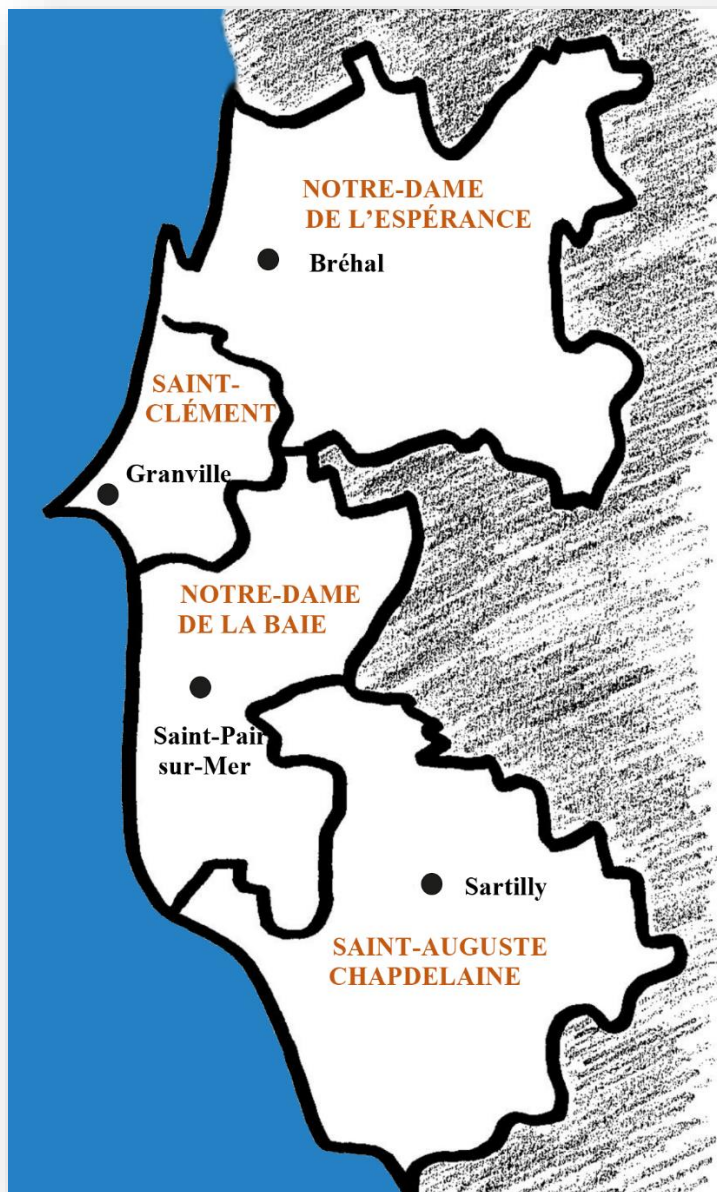 NOTRE-DAME
DE L’ESPÉRANCE
Bréhal
SAINT-
CLÉMENT
Granville
NOTRE-DAME
DE LA BAIE
Saint-Pair
sur-Mer
Sartilly
SAINT-AUGUSTE
CHAPDELAINE